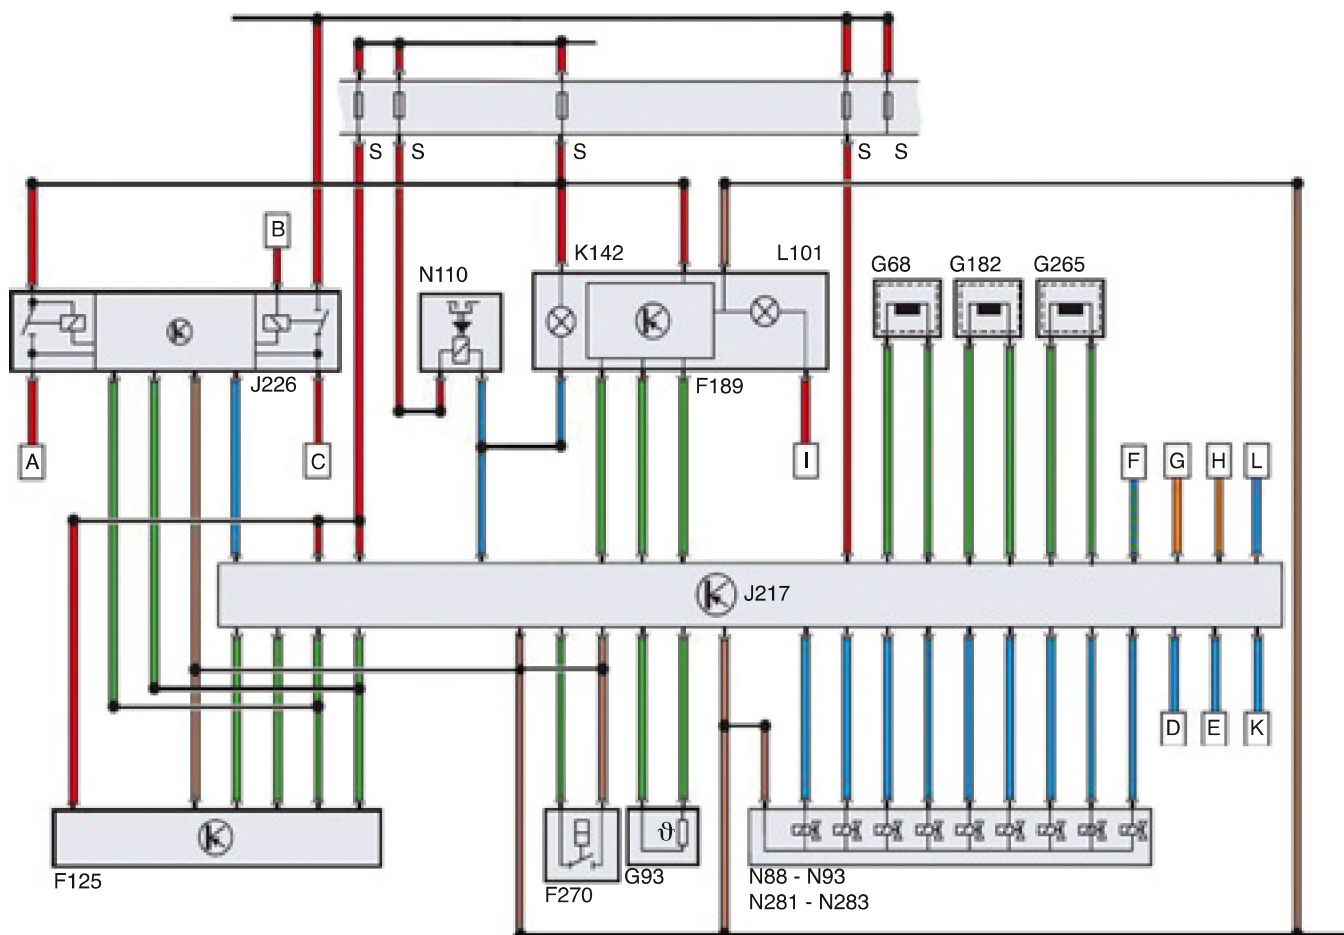 S S S S S
B
K142 L101
N110
G68 G182 G265
J226
F189
A C I F G H L
J217
D E K
ϑ
F125
F270
G93
N88 - N93
N281 - N283